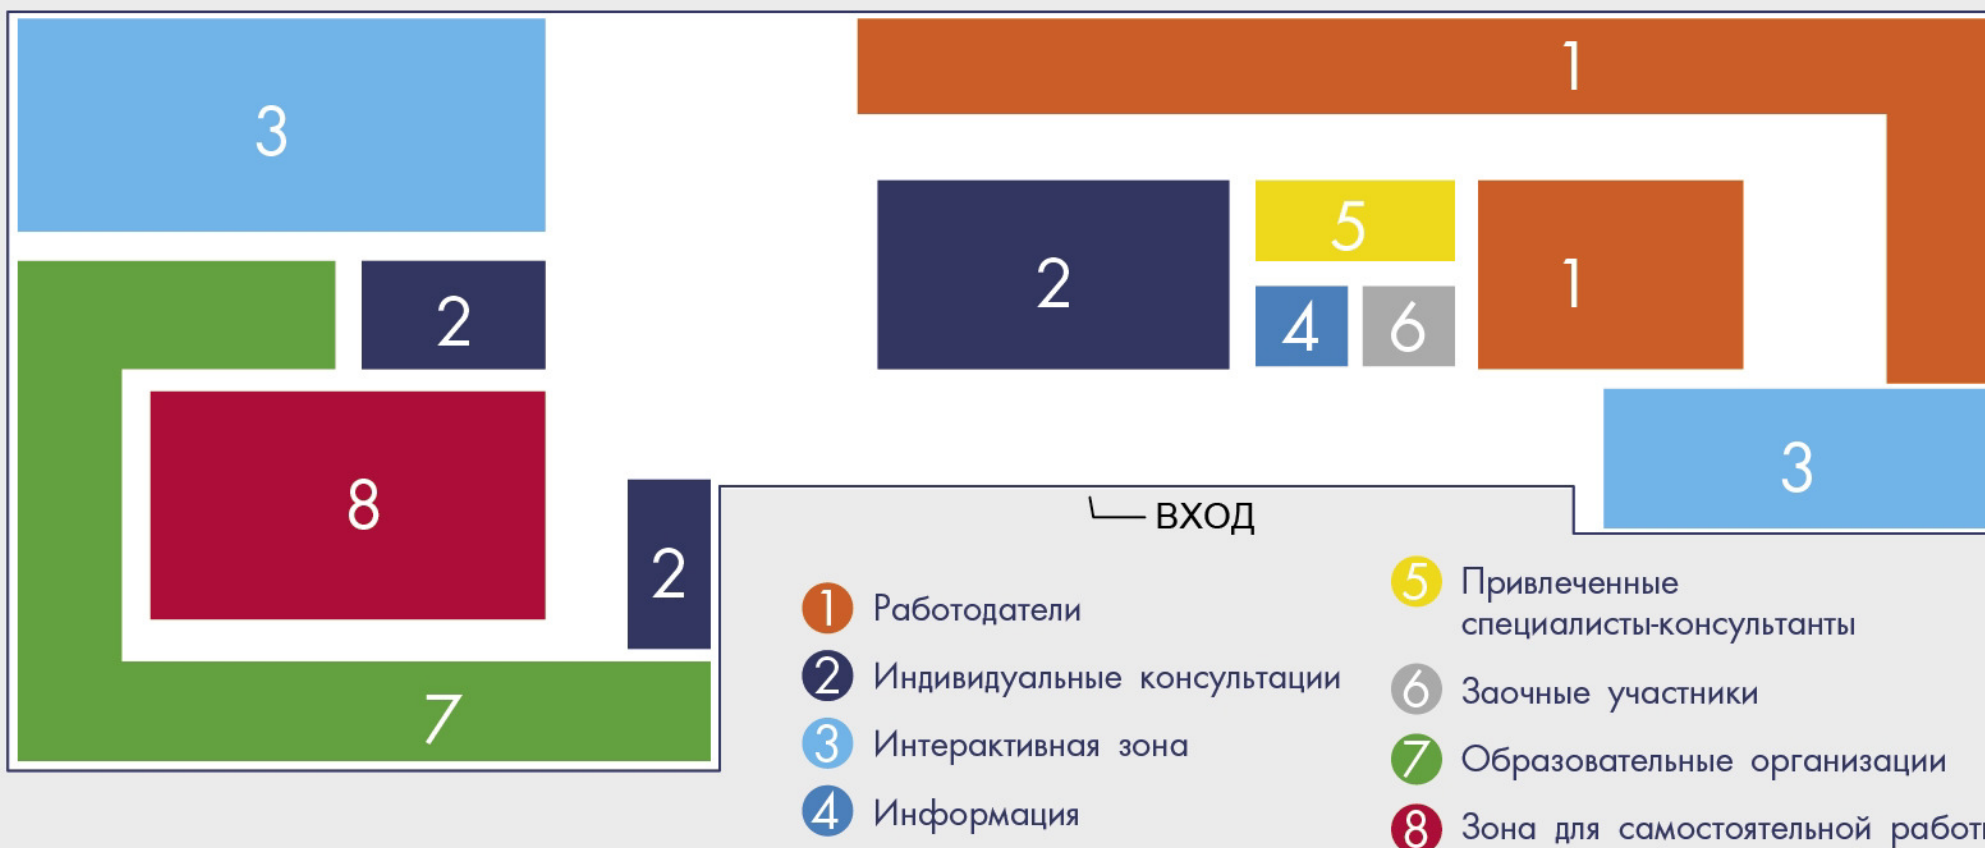 3
1
2
5
1
2
4
6
8
3
2
7
ВХОД
1 Работодатели
2 Индивидуальные консультации
3 Интерактивная зона
4 Информация
5 Привлеченные
специалисты-консультанты
6 Заочные участники
7 Образовательные организации
8 Зона для самостоятельной